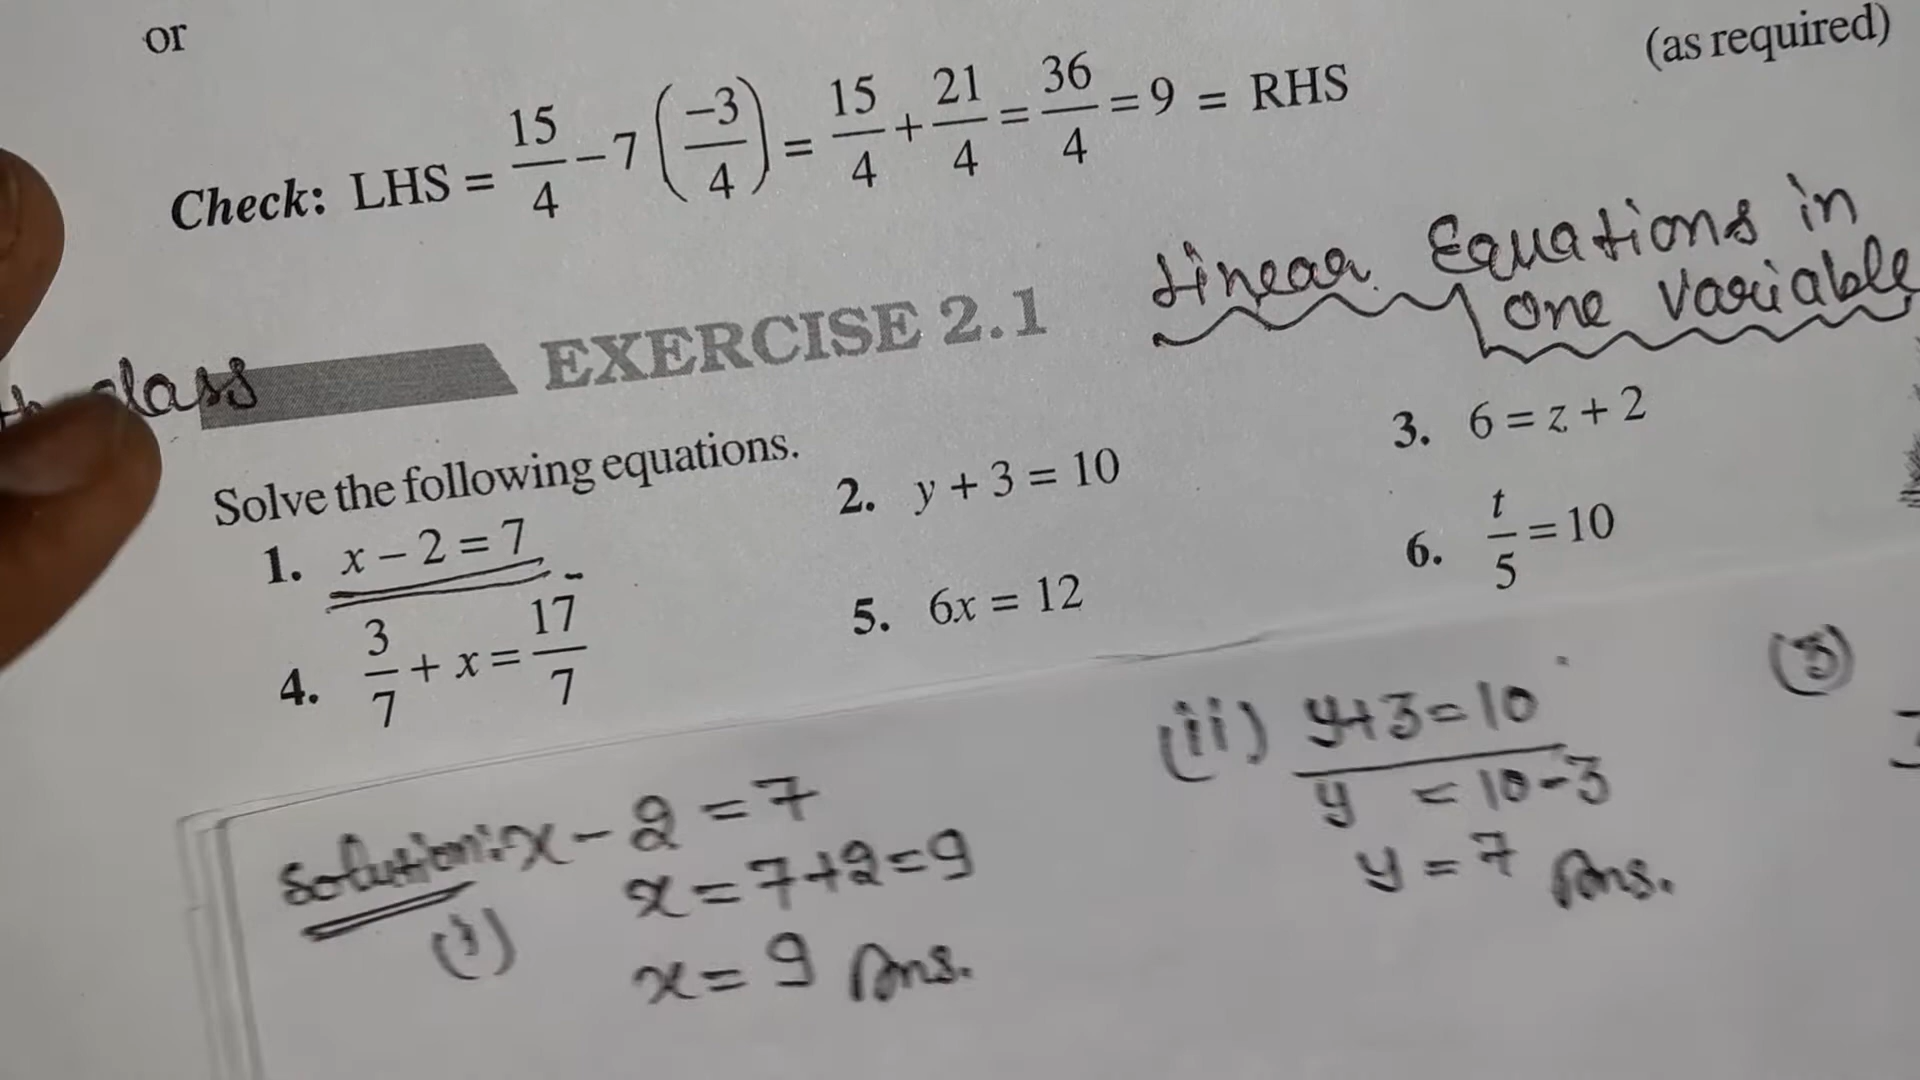 or
(as required)
Check: LHS = 15/4 − 7 (−3/4) = 15/4 + 21/4 = 36/4 = 9 = RHS
Linear Equations in
one variable
class
EXERCISE 2.1
Solve the following equations.
1. x − 2 = 7
2. y + 3 = 10
3. 6 = z + 2
4. 3/7 + x = 17/7
5. 6x = 12
6. t/5 = 10
Solution: x − 2 = 7
(i) x = 7+2 = 9
x = 9 Ans.
(ii) y+3 = 10
y = 10-3
y = 7 Ans.
(3)